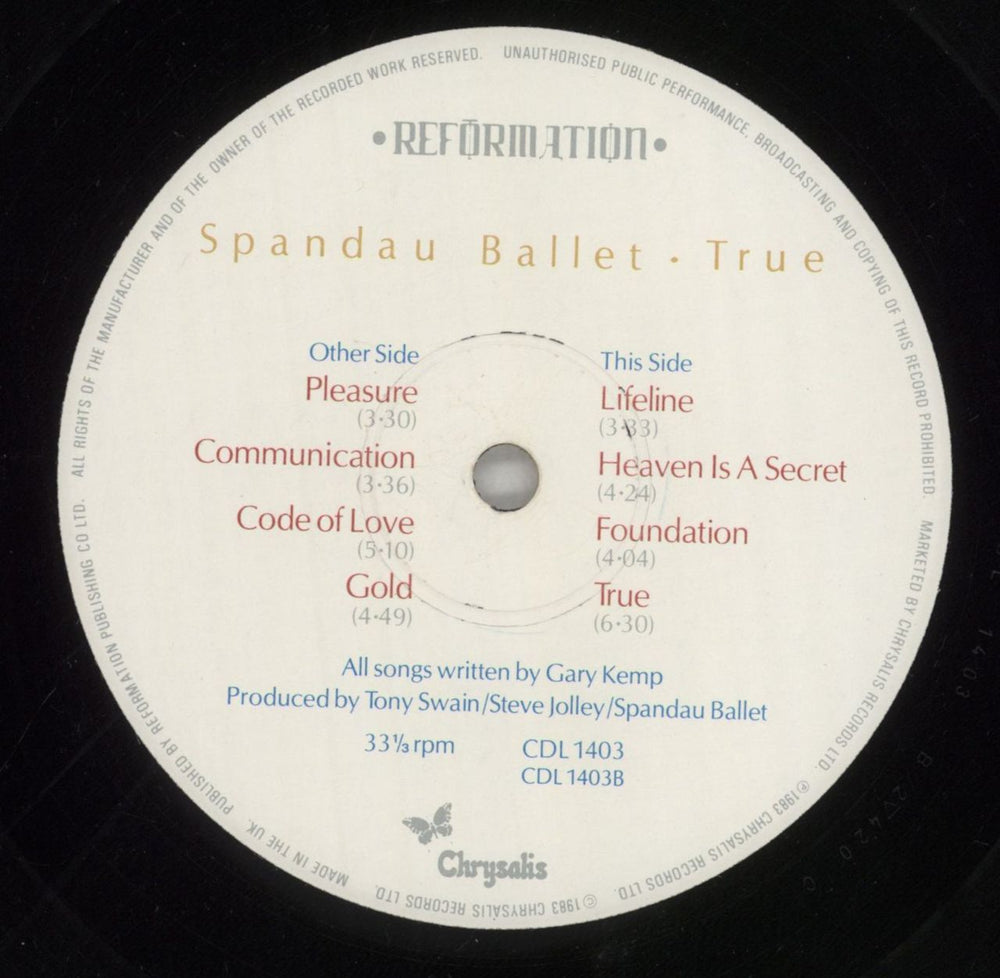 ALL RIGHTS OF THE MANUFACTURER AND OF THE OWNER OF THE RECORDED WORK RESERVED. UNAUTHORISED PUBLIC PERFORMANCE, BROADCASTING AND COPYING OF THIS RECORD PROHIBITED. MARKETED BY CHRYSALIS RECORDS LTD. ℗1983 CHRYSALIS RECORDS LTD. ©1983 CHRYSALIS RECORDS LTD. MADE IN THE UK. PUBLISHED BY REFORMATION PUBLISHING CO LTD.
•REFORMATION•
Spandau Ballet · True
Other Side
Pleasure
(3·30)
Communication
(3·36)
Code of Love
(5·10)
Gold
(4·49)
This Side
Lifeline
(3·33)
Heaven Is A Secret
(4·24)
Foundation
(4·04)
True
(6·30)
All songs written by Gary Kemp
Produced by Tony Swain/Steve Jolley/Spandau Ballet
33⅓ rpm CDL 1403
CDL 1403B
Chrysalis